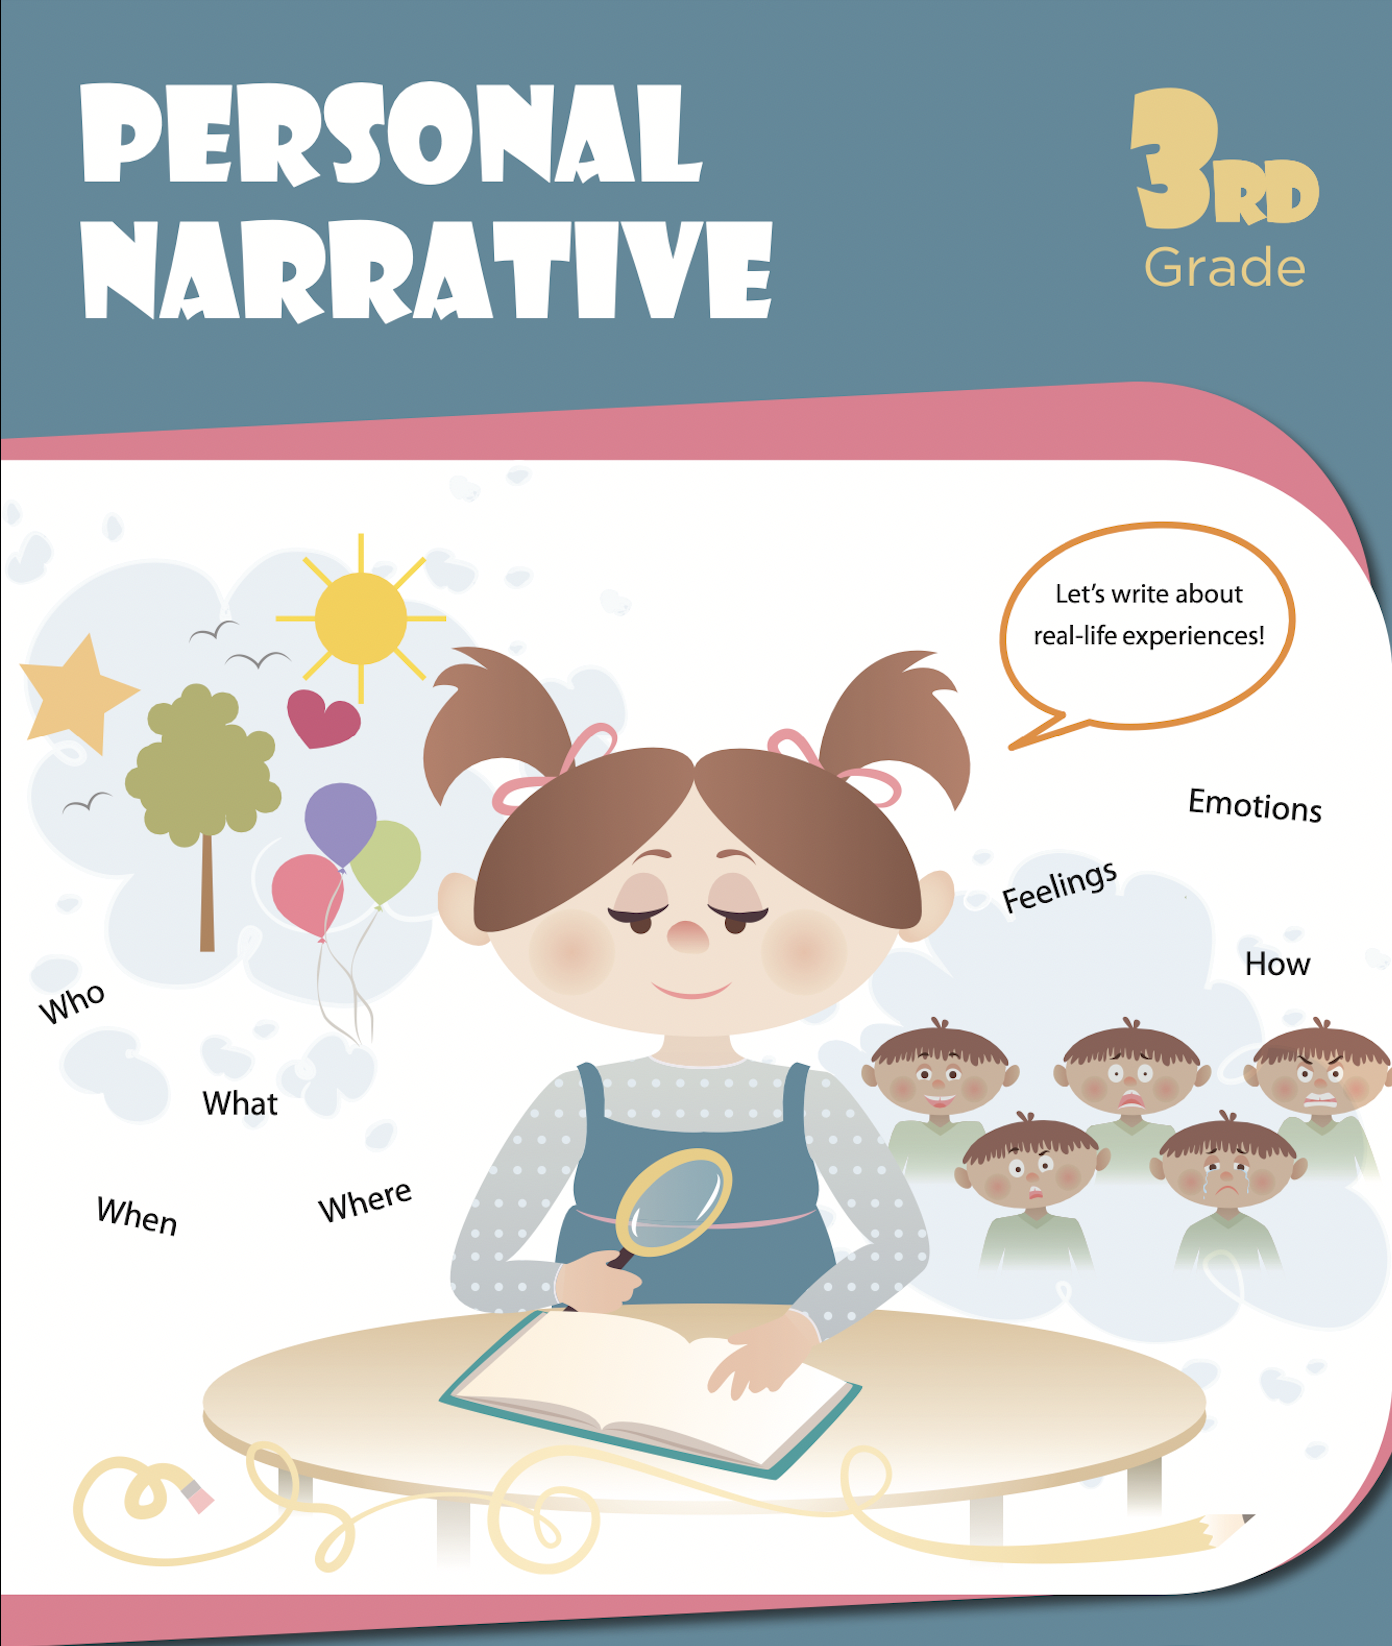 PERSONAL
NARRATIVE
3RD
Grade
Let's write about
real-life experiences!
Emotions
Feelings
How
Who
What
When
Where